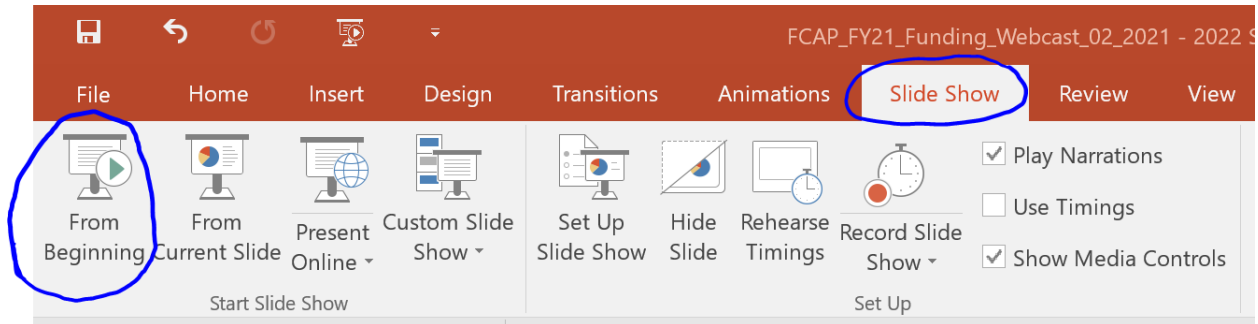 FCAP_FY21_Funding_Webcast_02_2021 - 2022 S
File Home Insert Design Transitions Animations Slide Show Review View
From Beginning
From Current Slide
Present Online
Custom Slide Show
Set Up Slide Show
Hide Slide
Rehearse Timings
Record Slide Show
Play Narrations
Use Timings
Show Media Controls
Start Slide Show
Set Up